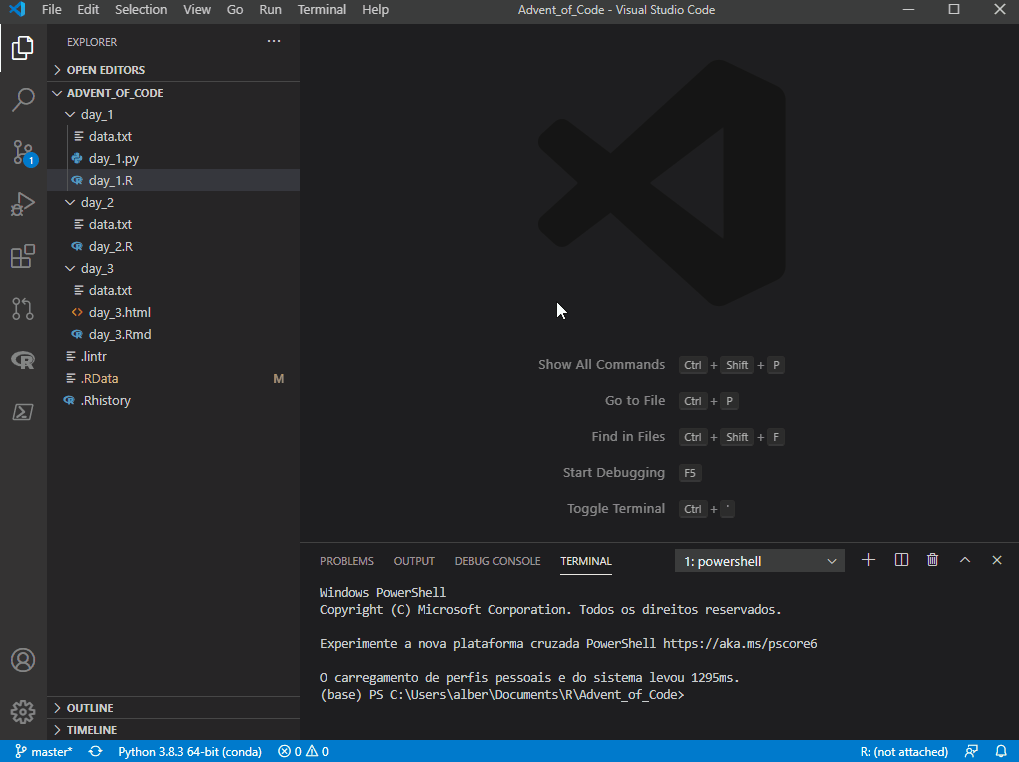 File Edit Selection View Go Run Terminal Help Advent_of_Code - Visual Studio Code
EXPLORER
OPEN EDITORS
ADVENT_OF_CODE
day_1
data.txt
day_1.py
day_1.R
day_2
data.txt
day_2.R
day_3
data.txt
day_3.html
day_3.Rmd
.lintr
.RData M
.Rhistory
1
OUTLINE
TIMELINE
Show All Commands Ctrl + Shift + P
Go to File Ctrl + P
Find in Files Ctrl + Shift + F
Start Debugging F5
Toggle Terminal Ctrl + '
PROBLEMS OUTPUT DEBUG CONSOLE TERMINAL 1: powershell
Windows PowerShell
Copyright (C) Microsoft Corporation. Todos os direitos reservados.
Experimente a nova plataforma cruzada PowerShell https://aka.ms/pscore6
O carregamento de perfis pessoais e do sistema levou 1295ms.
(base) PS C:\Users\alber\Documents\R\Advent_of_Code>
master* Python 3.8.3 64-bit (conda) 0 0 R: (not attached)